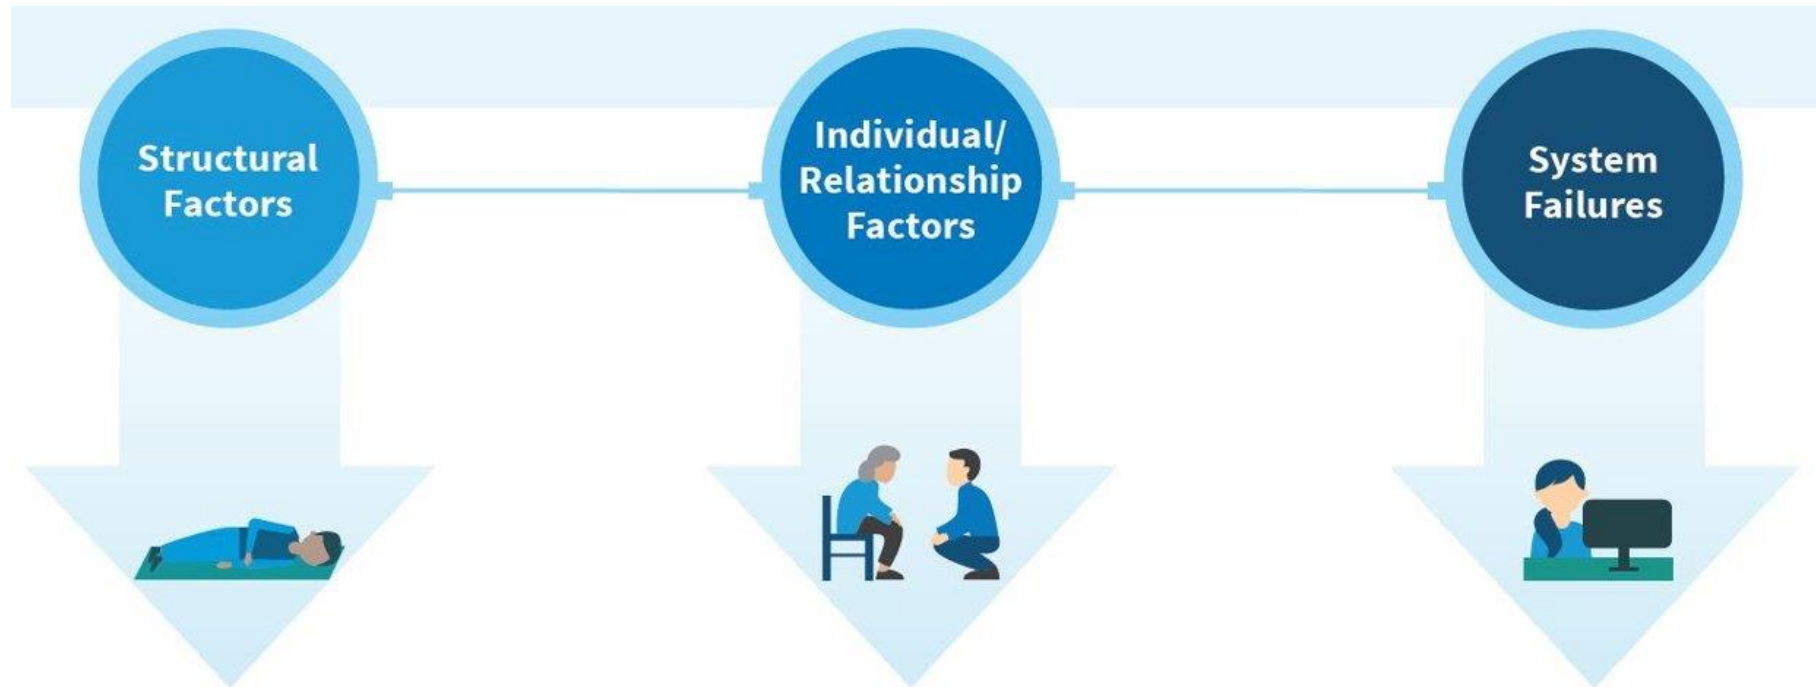 Structural
Factors
Individual/
Relationship
Factors
System
Failures